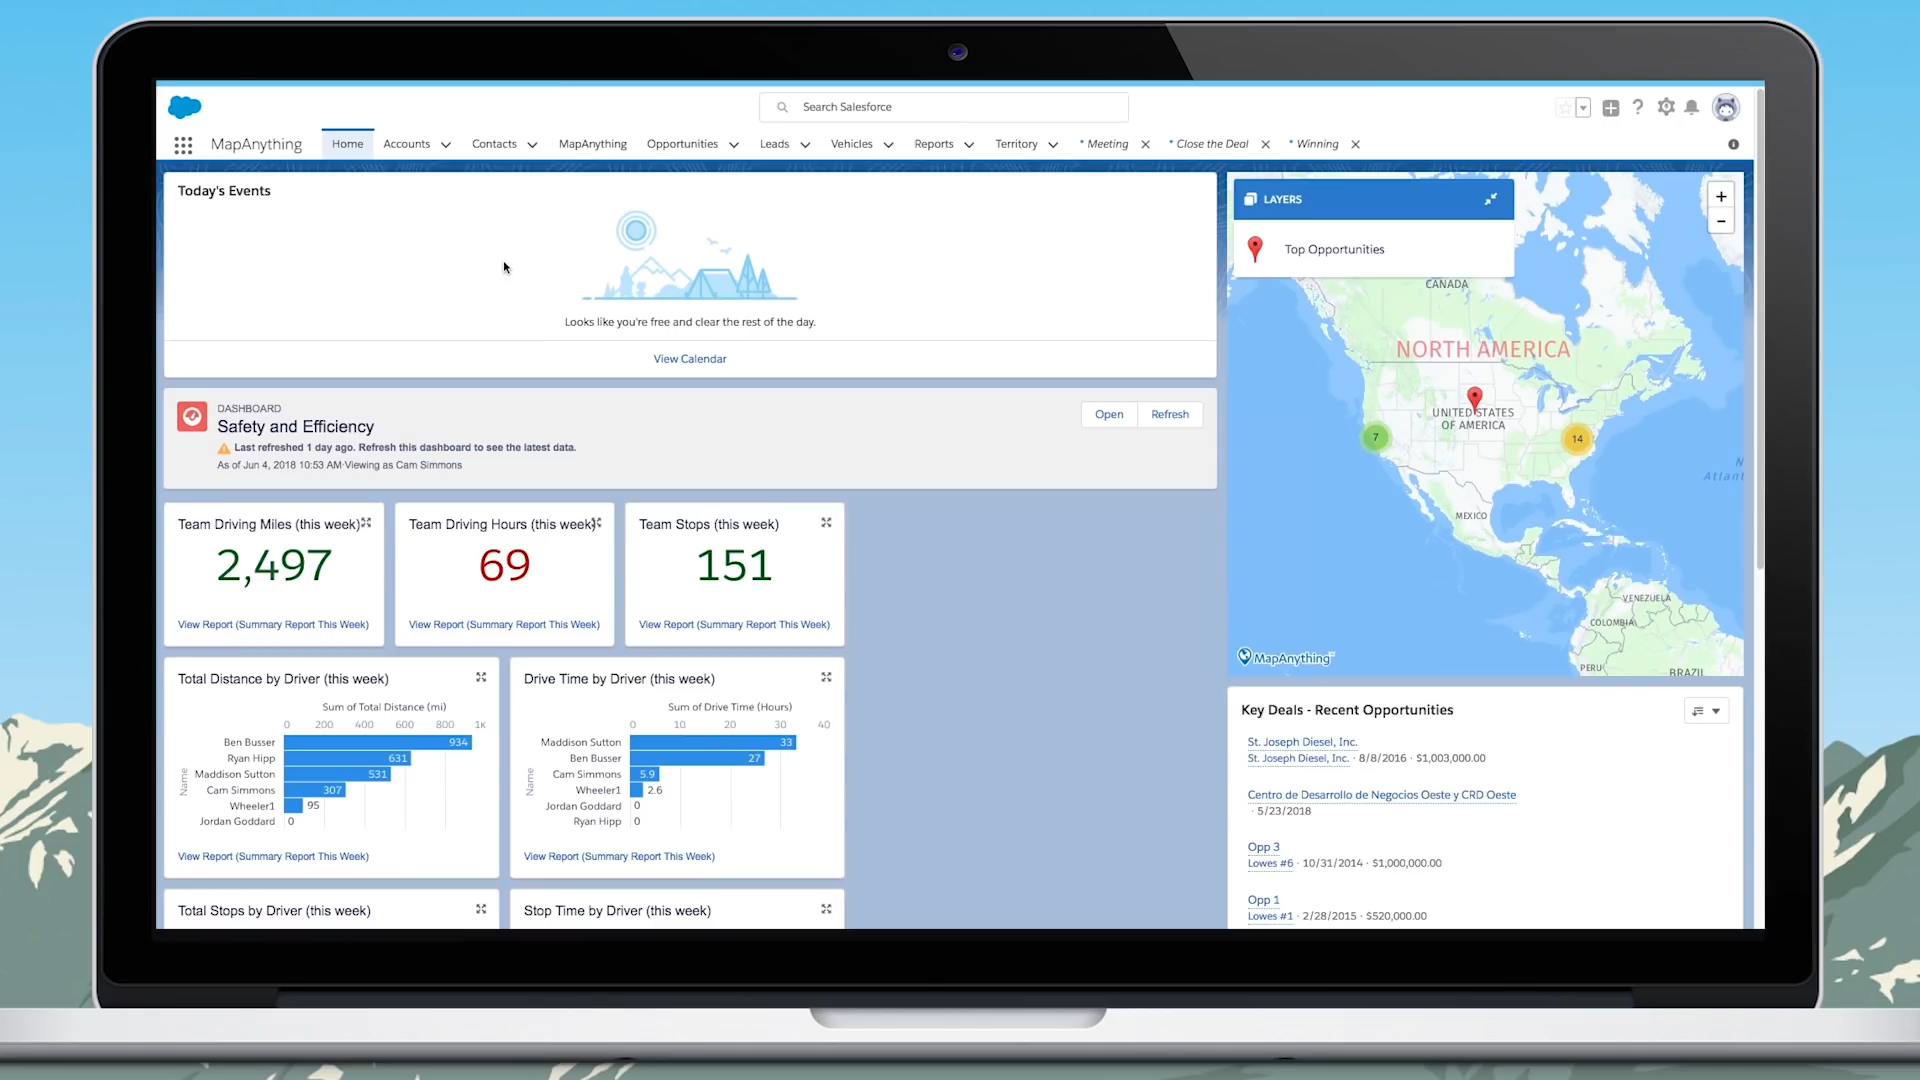 Search Salesforce
MapAnything
Home
Accounts
Contacts
MapAnything
Opportunities
Leads
Vehicles
Reports
Territory
* Meeting
* Close the Deal
* Winning
Today's Events
Looks like you're free and clear the rest of the day.
View Calendar
DASHBOARD
Safety and Efficiency
Last refreshed 1 day ago. Refresh this dashboard to see the latest data.
As of Jun 4, 2018 10:53 AM·Viewing as Cam Simmons
Open
Refresh
Team Driving Miles (this week)
2,497
View Report (Summary Report This Week)
Team Driving Hours (this week)
69
View Report (Summary Report This Week)
Team Stops (this week)
151
View Report (Summary Report This Week)
Total Distance by Driver (this week)
Sum of Total Distance (mi)
0 200 400 600 800 1K
Name
Ben Busser 934
Ryan Hipp 631
Maddison Sutton 531
Cam Simmons 307
Wheeler1 95
Jordan Goddard 0
View Report (Summary Report This Week)
Drive Time by Driver (this week)
Sum of Drive Time (Hours)
0 10 20 30 40
Name
Maddison Sutton 33
Ben Busser 27
Cam Simmons 5.9
Wheeler1 2.6
Jordan Goddard 0
Ryan Hipp 0
View Report (Summary Report This Week)
Total Stops by Driver (this week)
Stop Time by Driver (this week)
LAYERS
Top Opportunities
+
−
CANADA
NORTH AMERICA
UNITED STATES
OF AMERICA
7
14
N
Atlant
MEXICO
VENEZUELA
COLOMBIA
PERU
BRAZIL
MapAnything
Key Deals - Recent Opportunities
St. Joseph Diesel, Inc.
St. Joseph Diesel, Inc. · 8/8/2016 · $1,003,000.00
Centro de Desarrollo de Negocios Oeste y CRD Oeste
· 5/23/2018
Opp 3
Lowes #6 · 10/31/2014 · $1,000,000.00
Opp 1
Lowes #1 · 2/28/2015 · $520,000.00